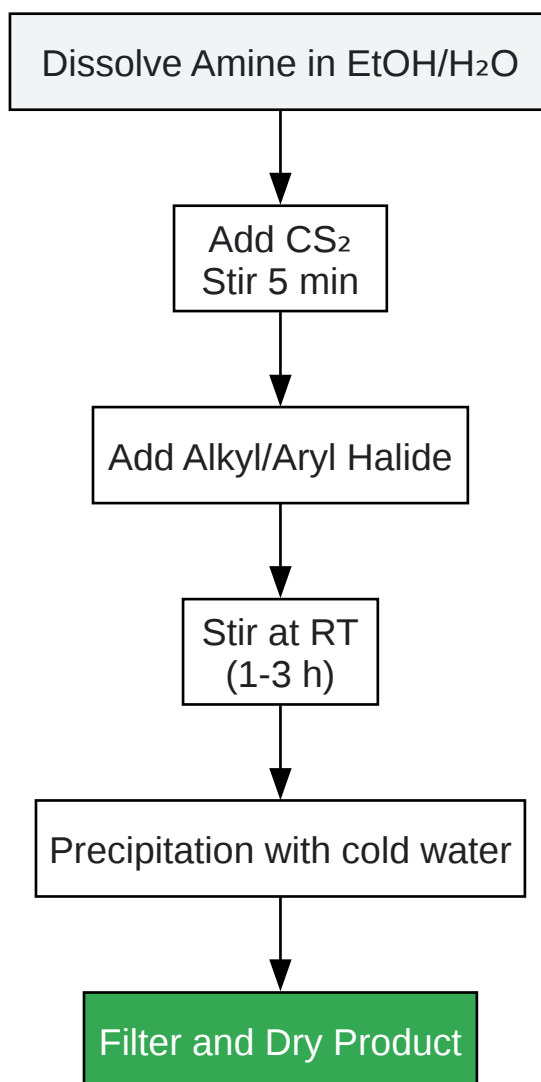 Dissolve Amine in EtOH/H₂O
Add CS₂
Stir 5 min
Add Alkyl/Aryl Halide
Stir at RT
(1-3 h)
Precipitation with cold water
Filter and Dry Product